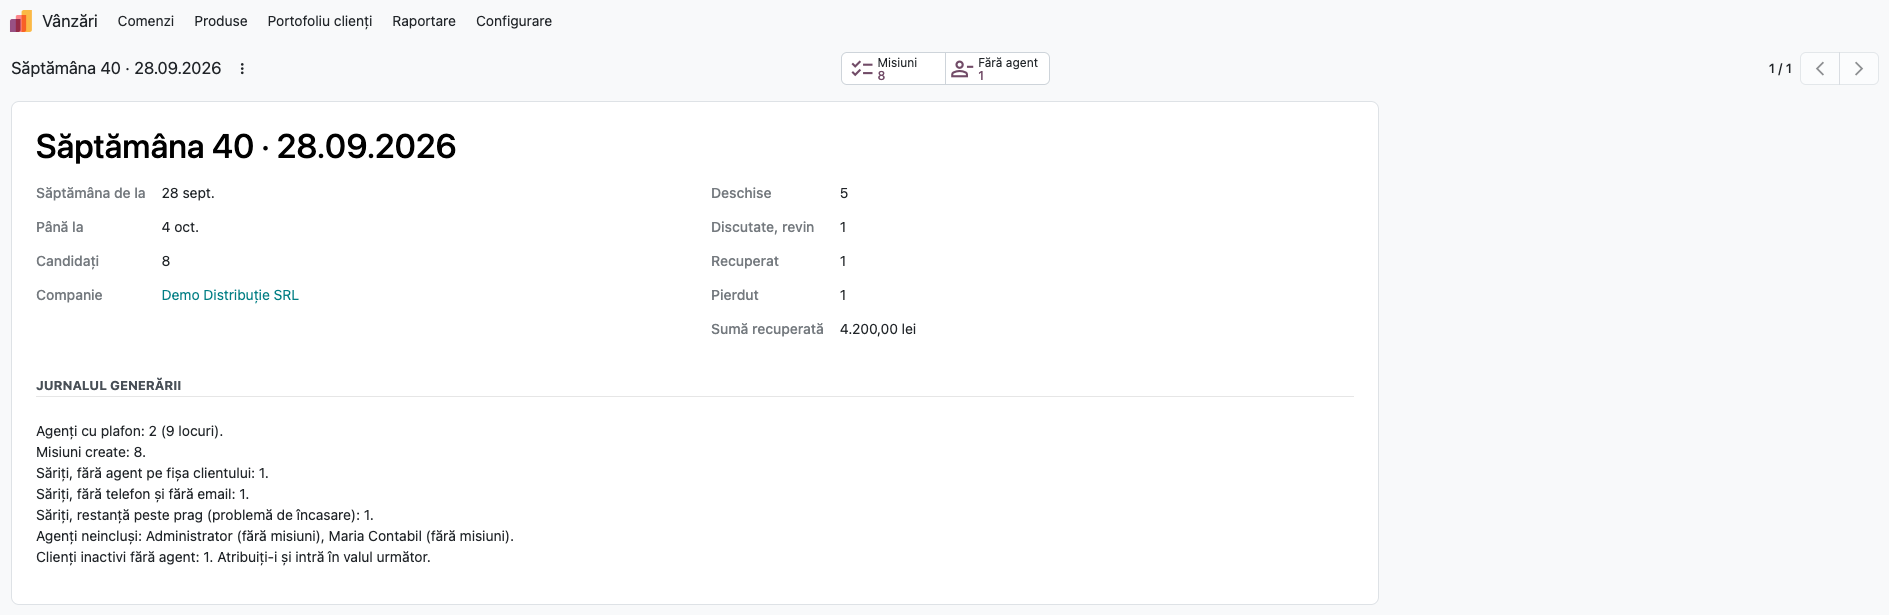 Vânzări Comenzi Produse Portofoliu clienți Raportare Configurare
Săptămâna 40 · 28.09.2026
Misiuni
8
Fără agent
1
1 / 1
Săptămâna 40 · 28.09.2026
Săptămâna de la 28 sept.
Până la 4 oct.
Candidați 8
Companie Demo Distribuție SRL
Deschise 5
Discutate, revin 1
Recuperat 1
Pierdut 1
Sumă recuperată 4.200,00 lei
JURNALUL GENERĂRII
Agenți cu plafon: 2 (9 locuri).
Misiuni create: 8.
Săriți, fără agent pe fișa clientului: 1.
Săriți, fără telefon și fără email: 1.
Săriți, restanță peste prag (problemă de încasare): 1.
Agenți neincluși: Administrator (fără misiuni), Maria Contabil (fără misiuni).
Clienți inactivi fără agent: 1. Atribuiți-i și intră în valul următor.